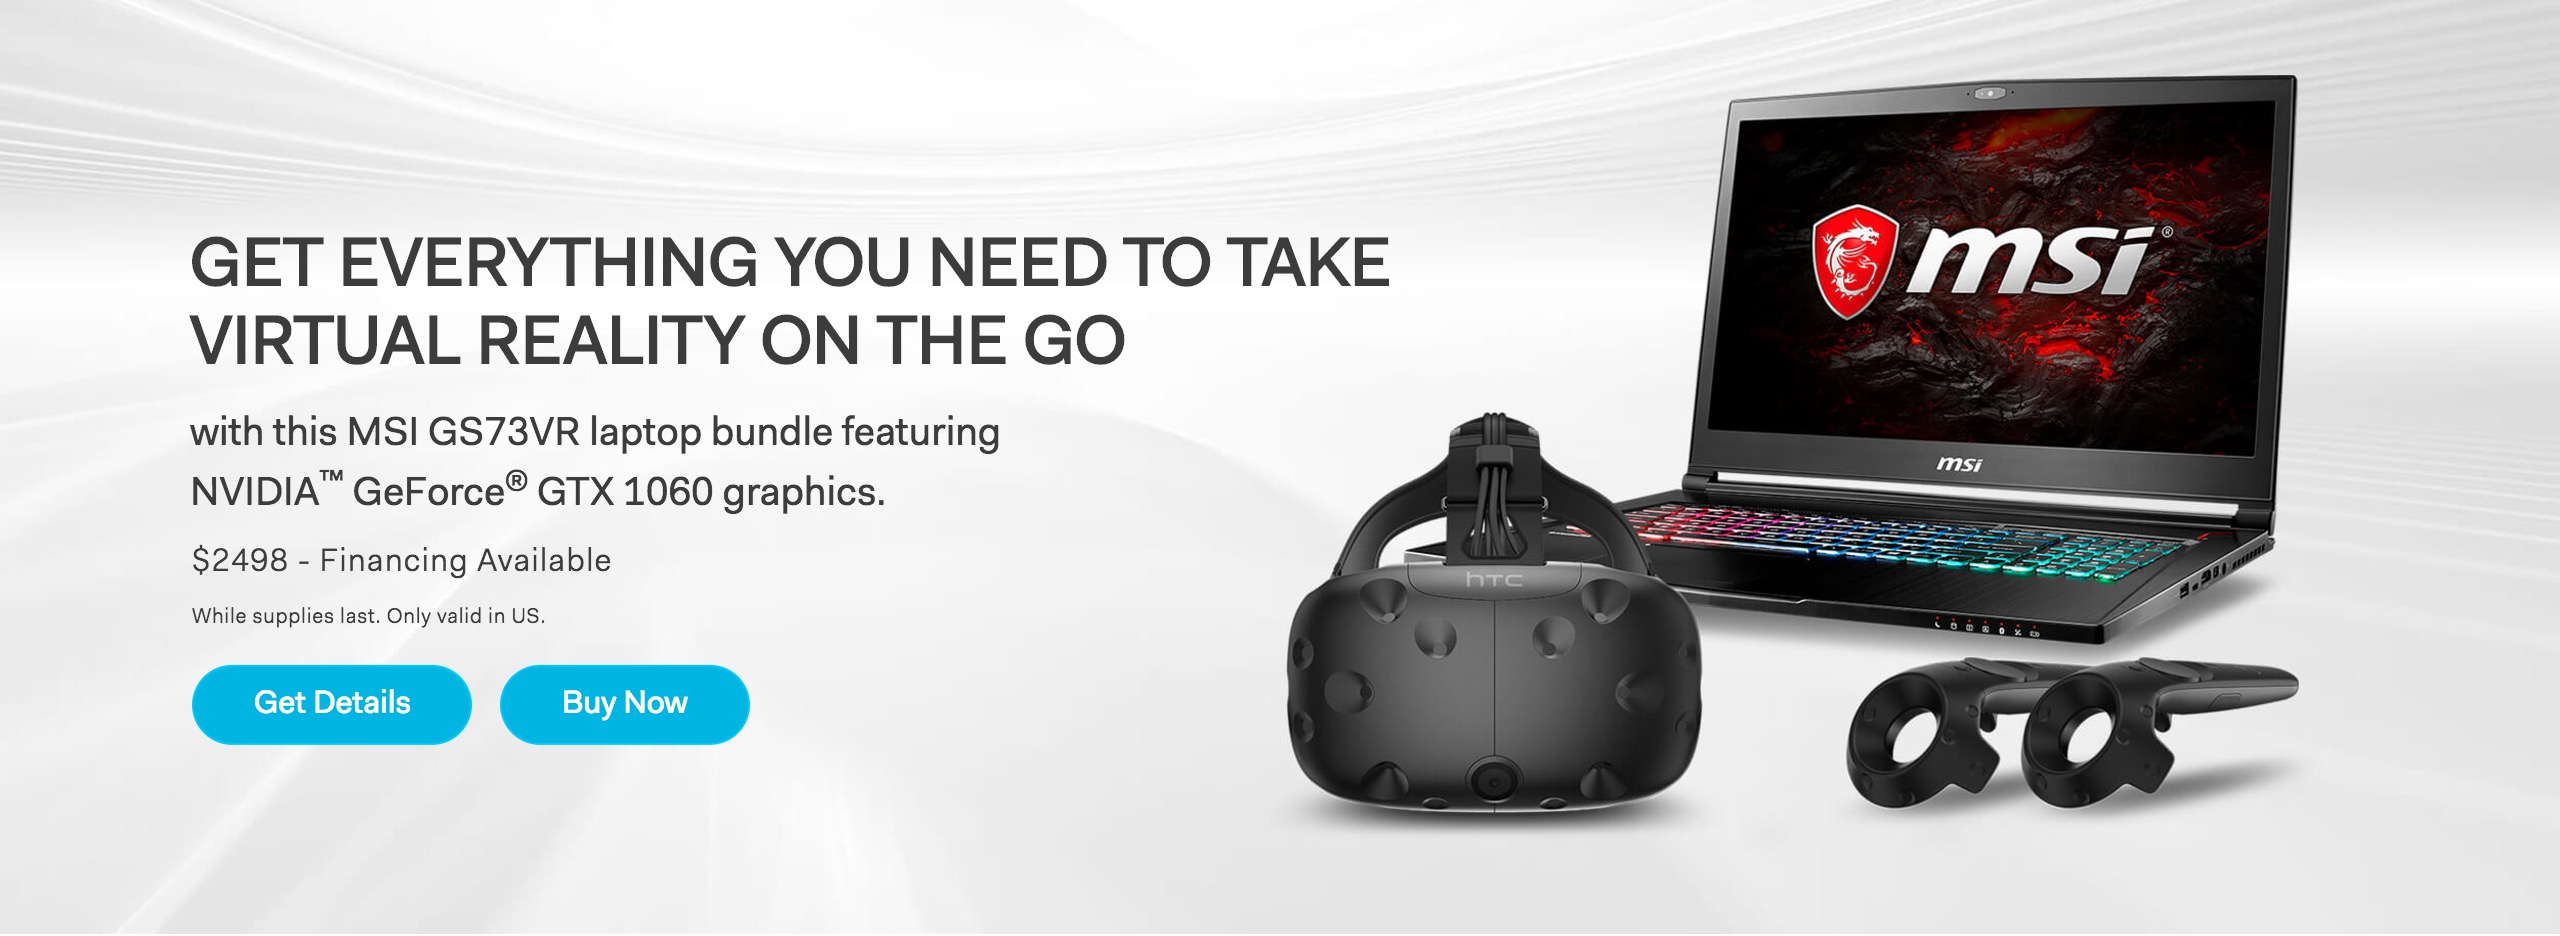 GET EVERYTHING YOU NEED TO TAKE
VIRTUAL REALITY ON THE GO
with this MSI GS73VR laptop bundle featuring
NVIDIA™ GeForce® GTX 1060 graphics.
$2498 - Financing Available
While supplies last. Only valid in US.
Get Details
Buy Now
msi®
msi
hTC